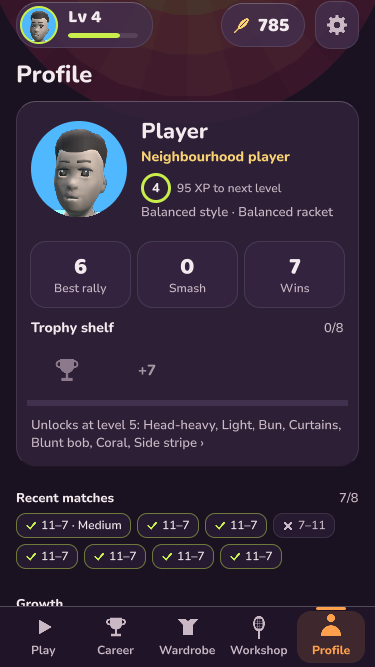 Lv 4
785
Profile
Player
Neighbourhood player
4 95 XP to next level
Balanced style · Balanced racket
6 0 7
Best rally Smash Wins
Trophy shelf 0/8
+7
Unlocks at level 5: Head-heavy, Light, Bun, Curtains,
Blunt bob, Coral, Side stripe ›
Recent matches 7/8
11–7 · Medium 11–7 11–7 7–11
11–7 11–7 11–7 11–7
Growth
Play Career Wardrobe Workshop Profile